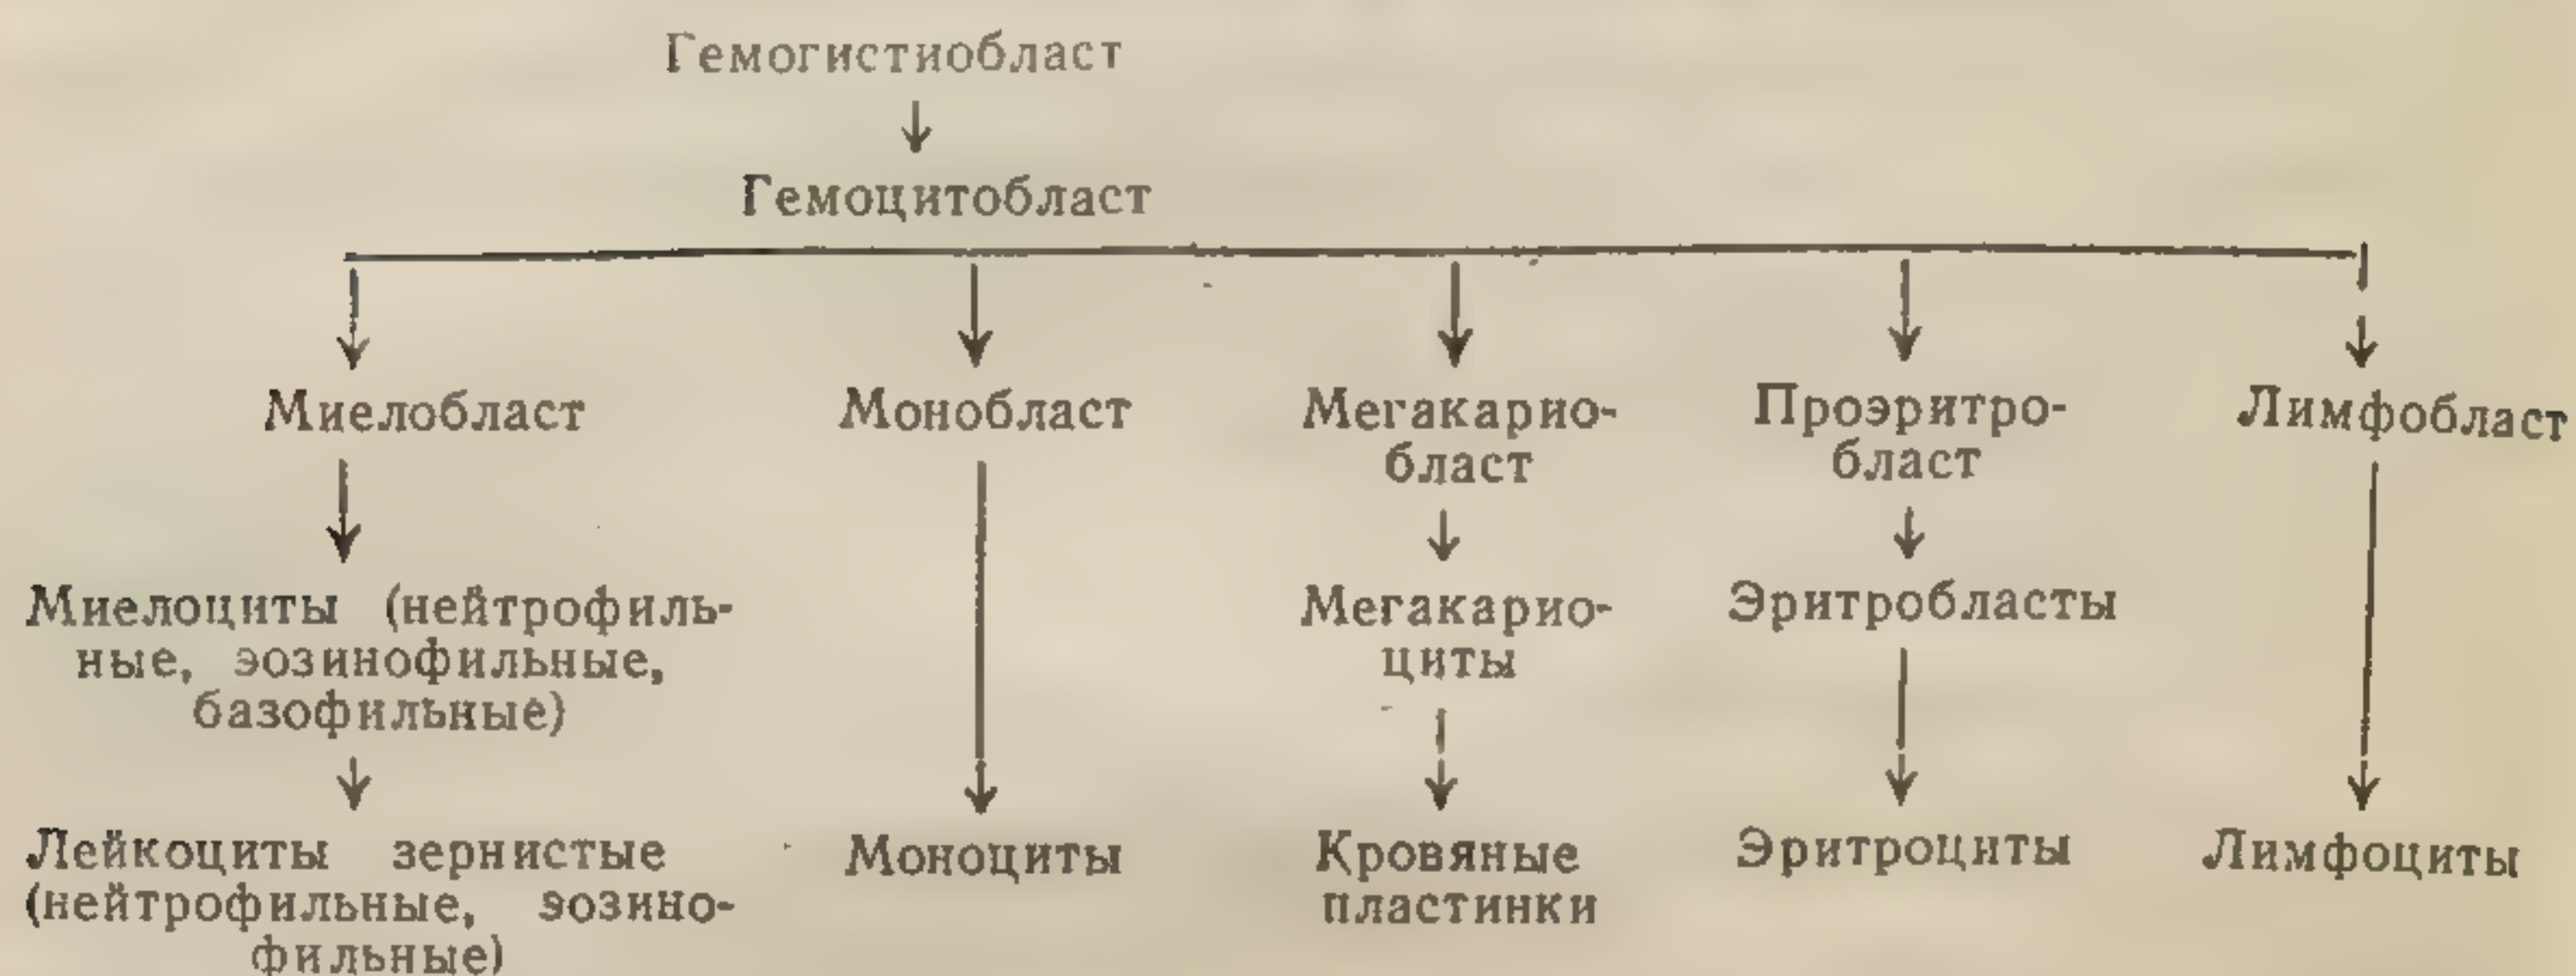 Гемогистиобласт
Гемоцитобласт
Миелобласт
Монобласт
Мегакарио-
бласт
Проэритро-
бласт
Лимфобласт
Миелоциты (нейтрофиль-
ные, эозинофильные,
базофильные)
Мегакарио-
циты
Эритробласты
Лейкоциты зернистые
(нейтрофильные, эозино-
фильные)
Моноциты
Кровяные
пластинки
Эритроциты
Лимфоциты